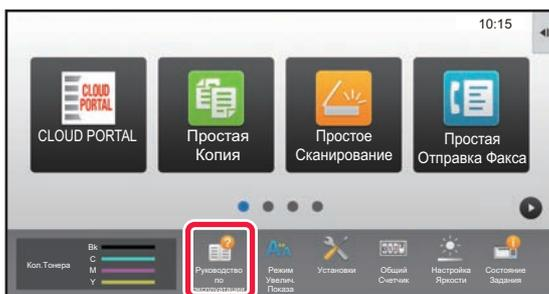 10:15
CLOUD
PORTAL
CLOUD PORTAL
Простая
Копия
Простое
Сканирование
Простая
Отправка Факса
Кол.Тонера
Bk
C
M
Y
Руководство
по
эксплуатации
Режим
Увелич.
Показа
Установки
Общий
Счетчик
Настройка
Яркости
Состояние
Задания